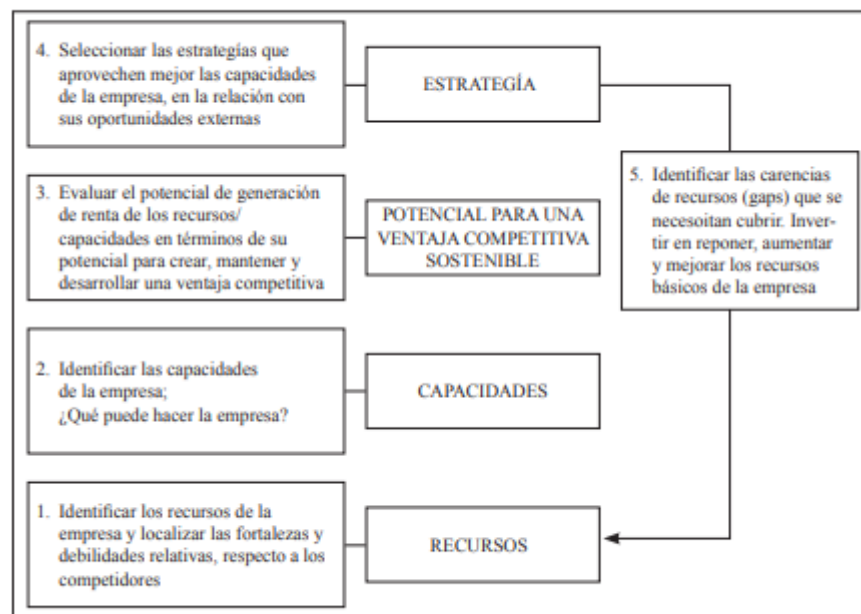 4. Seleccionar las estrategías que
aprovechen mejor las capacidades
de la empresa, en la relación con
sus oportunidades externas
ESTRATEGÍA
3. Evaluar el potencial de generación
de renta de los recursos/
capacidades en términos de su
potencial para crear, mantener y
desarrollar una ventaja competitiva
POTENCIAL PARA UNA
VENTAJA COMPETITIVA
SOSTENIBLE
5. Identificar las carencias
de recursos (gaps) que se
necesoitan cubrir. Inver-
tir en reponer, aumentar
y mejorar los recursos
básicos de la empresa
2. Identificar las capacidades
de la empresa;
¿Qué puede hacer la empresa?
CAPACIDADES
1. Identificar los recursos de la
empresa y localizar las fortalezas y
debilidades relativas, respecto a los
competidores
RECURSOS